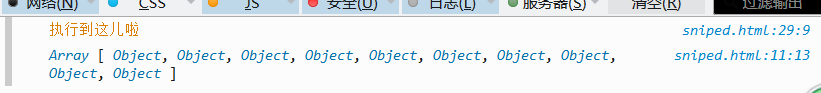 网络(N) CSS JS 安全(U) 日志(L) 服务器(S) 清空(R) 过滤输出
执行到这儿啦 sniped.html:29:9
Array [ Object, Object, Object, Object, Object, Object, Object, Object, sniped.html:11:13
Object, Object ]